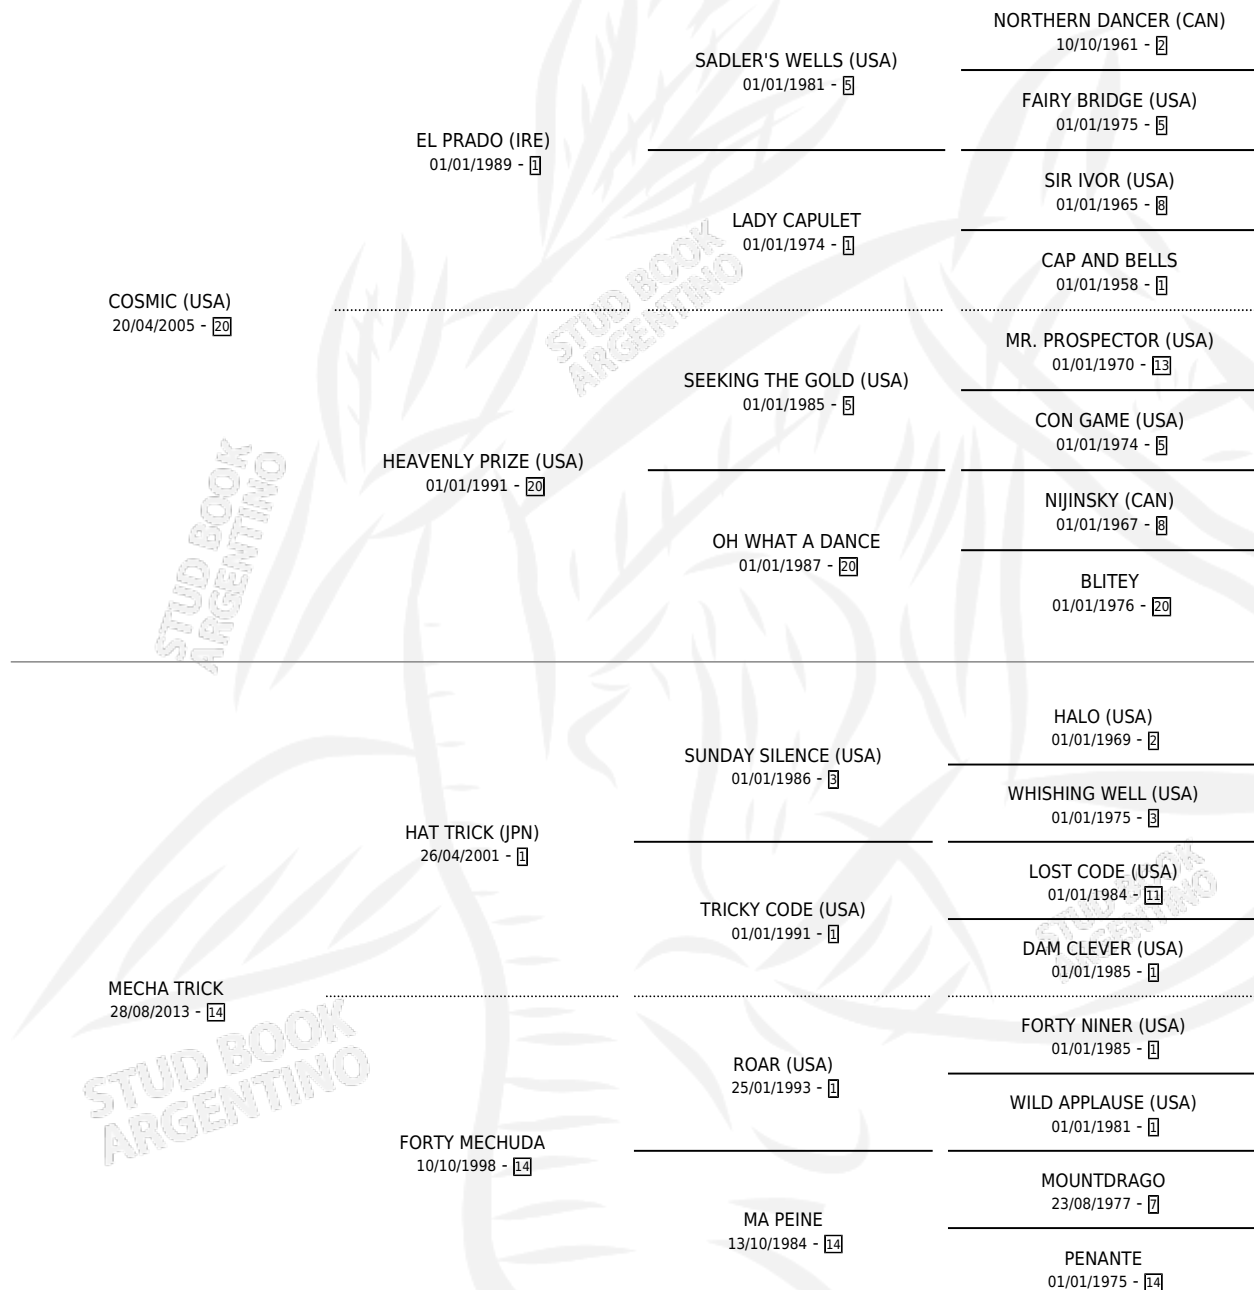 NORTHERN DANCER (CAN)
10/10/1961 - 2
SADLER'S WELLS (USA)
01/01/1981 - 5
FAIRY BRIDGE (USA)
01/01/1975 - 5
EL PRADO (IRE)
01/01/1989 - 1
SIR IVOR (USA)
01/01/1965 - 8
LADY CAPULET
01/01/1974 - 1
CAP AND BELLS
01/01/1958 - 1
COSMIC (USA)
20/04/2005 - 20
MR. PROSPECTOR (USA)
01/01/1970 - 13
SEEKING THE GOLD (USA)
01/01/1985 - 5
CON GAME (USA)
01/01/1974 - 5
HEAVENLY PRIZE (USA)
01/01/1991 - 20
NIJINSKY (CAN)
01/01/1967 - 8
OH WHAT A DANCE
01/01/1987 - 20
BLITEY
01/01/1976 - 20
HALO (USA)
01/01/1969 - 2
SUNDAY SILENCE (USA)
01/01/1986 - 3
WHISHING WELL (USA)
01/01/1975 - 3
HAT TRICK (JPN)
26/04/2001 - 1
LOST CODE (USA)
01/01/1984 - 11
TRICKY CODE (USA)
01/01/1991 - 1
DAM CLEVER (USA)
01/01/1985 - 1
MECHA TRICK
28/08/2013 - 14
FORTY NINER (USA)
01/01/1985 - 1
ROAR (USA)
25/01/1993 - 1
WILD APPLAUSE (USA)
01/01/1981 - 1
FORTY MECHUDA
10/10/1998 - 14
MOUNTDRAGO
23/08/1977 - 7
MA PEINE
13/10/1984 - 14
PENANTE
01/01/1975 - 14
STUD BOOK
ARGENTINO
STUD BOOK
ARGENTINO
STUD BOOK
ARGENTINO
STUD BOOK
ARGENTINO